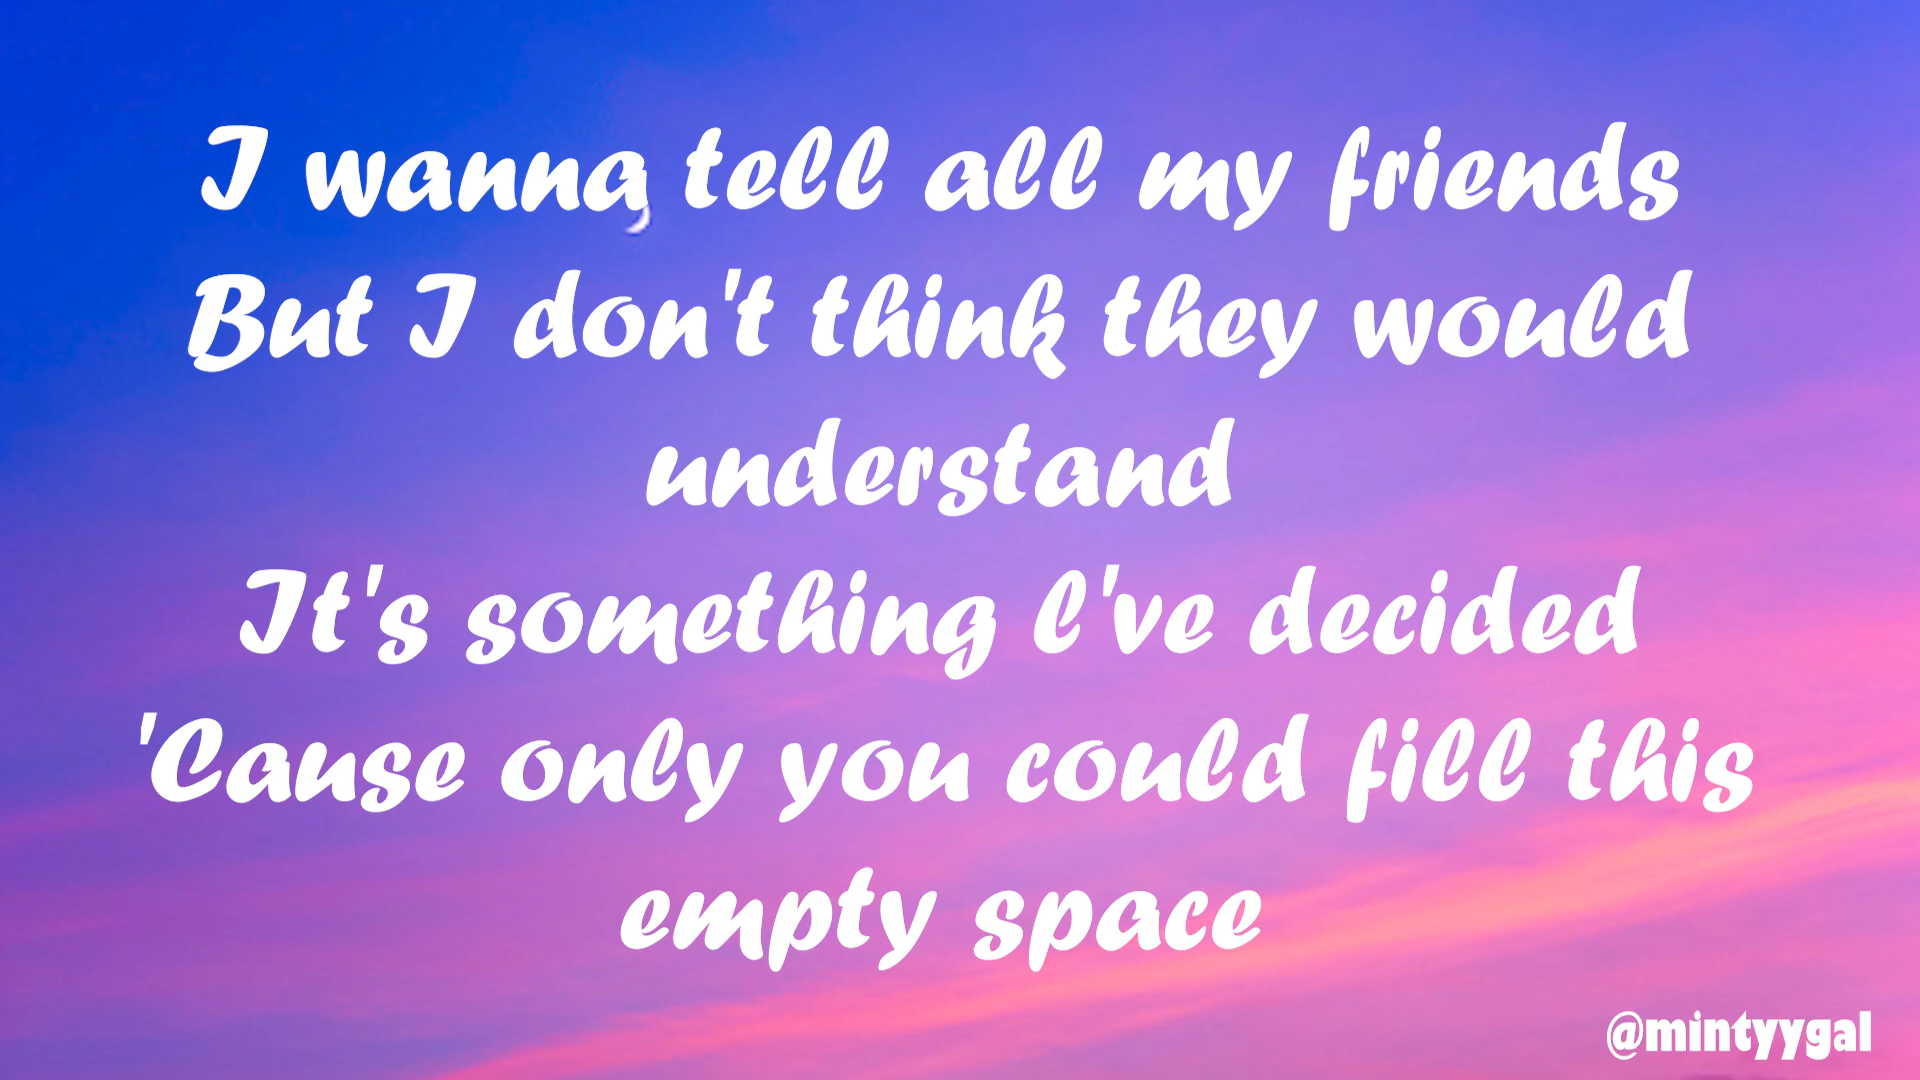 I wanna tell all my friends
But I don't think they would
understand
It's something l've decided
'Cause only you could fill this
empty space
@mintyygal